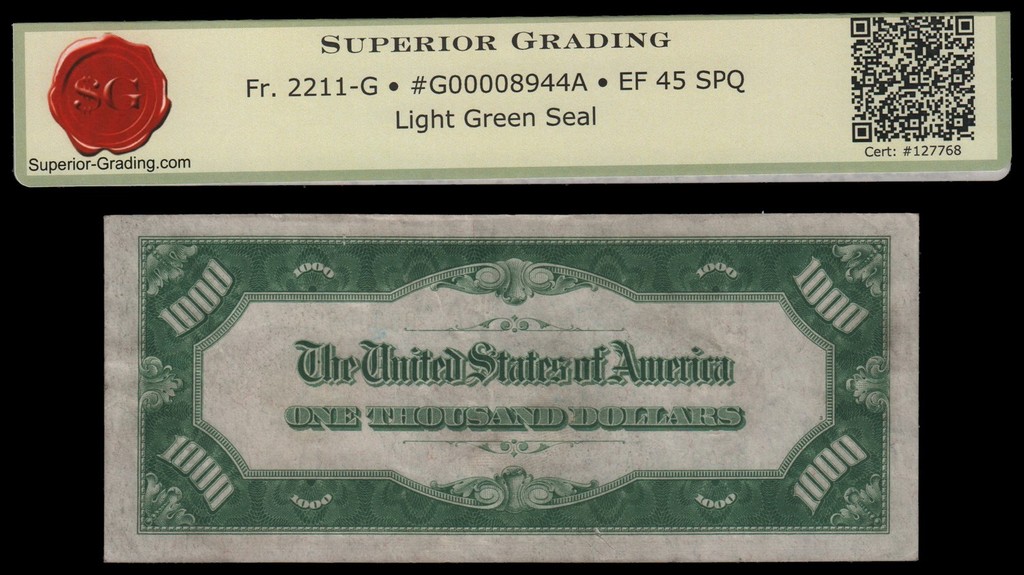 SUPERIOR GRADING
SG
Fr. 2211-G • #G00008944A • EF 45 SPQ
Light Green Seal
Superior-Grading.com
Cert: #127768
1000 1000 1000 1000
The United States of America
ONE THOUSAND DOLLARS
1000 1000 1000 1000